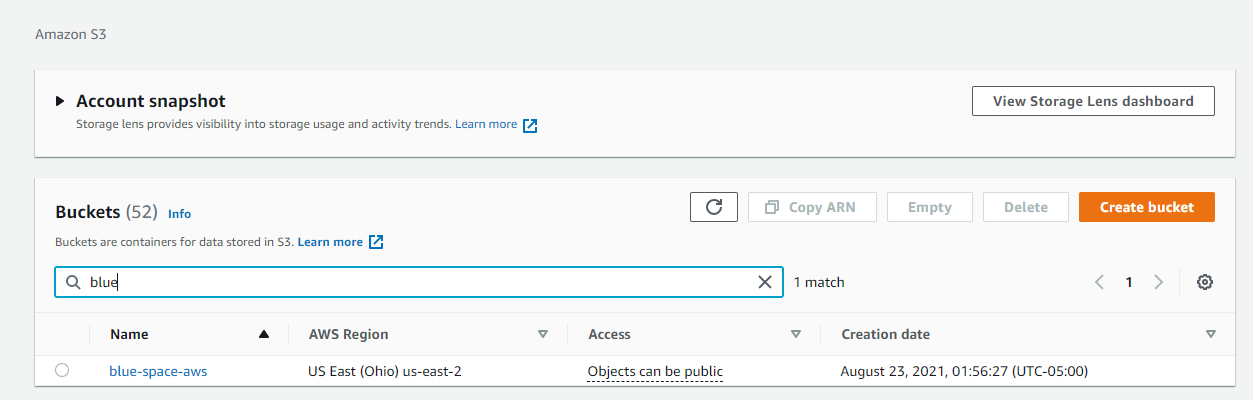 Amazon S3
Account snapshot
View Storage Lens dashboard
Storage lens provides visibility into storage usage and activity trends. Learn more
Buckets (52) Info
Copy ARN
Empty
Delete
Create bucket
Buckets are containers for data stored in S3. Learn more
blue
1 match
1
Name AWS Region Access Creation date
blue-space-aws US East (Ohio) us-east-2 Objects can be public August 23, 2021, 01:56:27 (UTC-05:00)